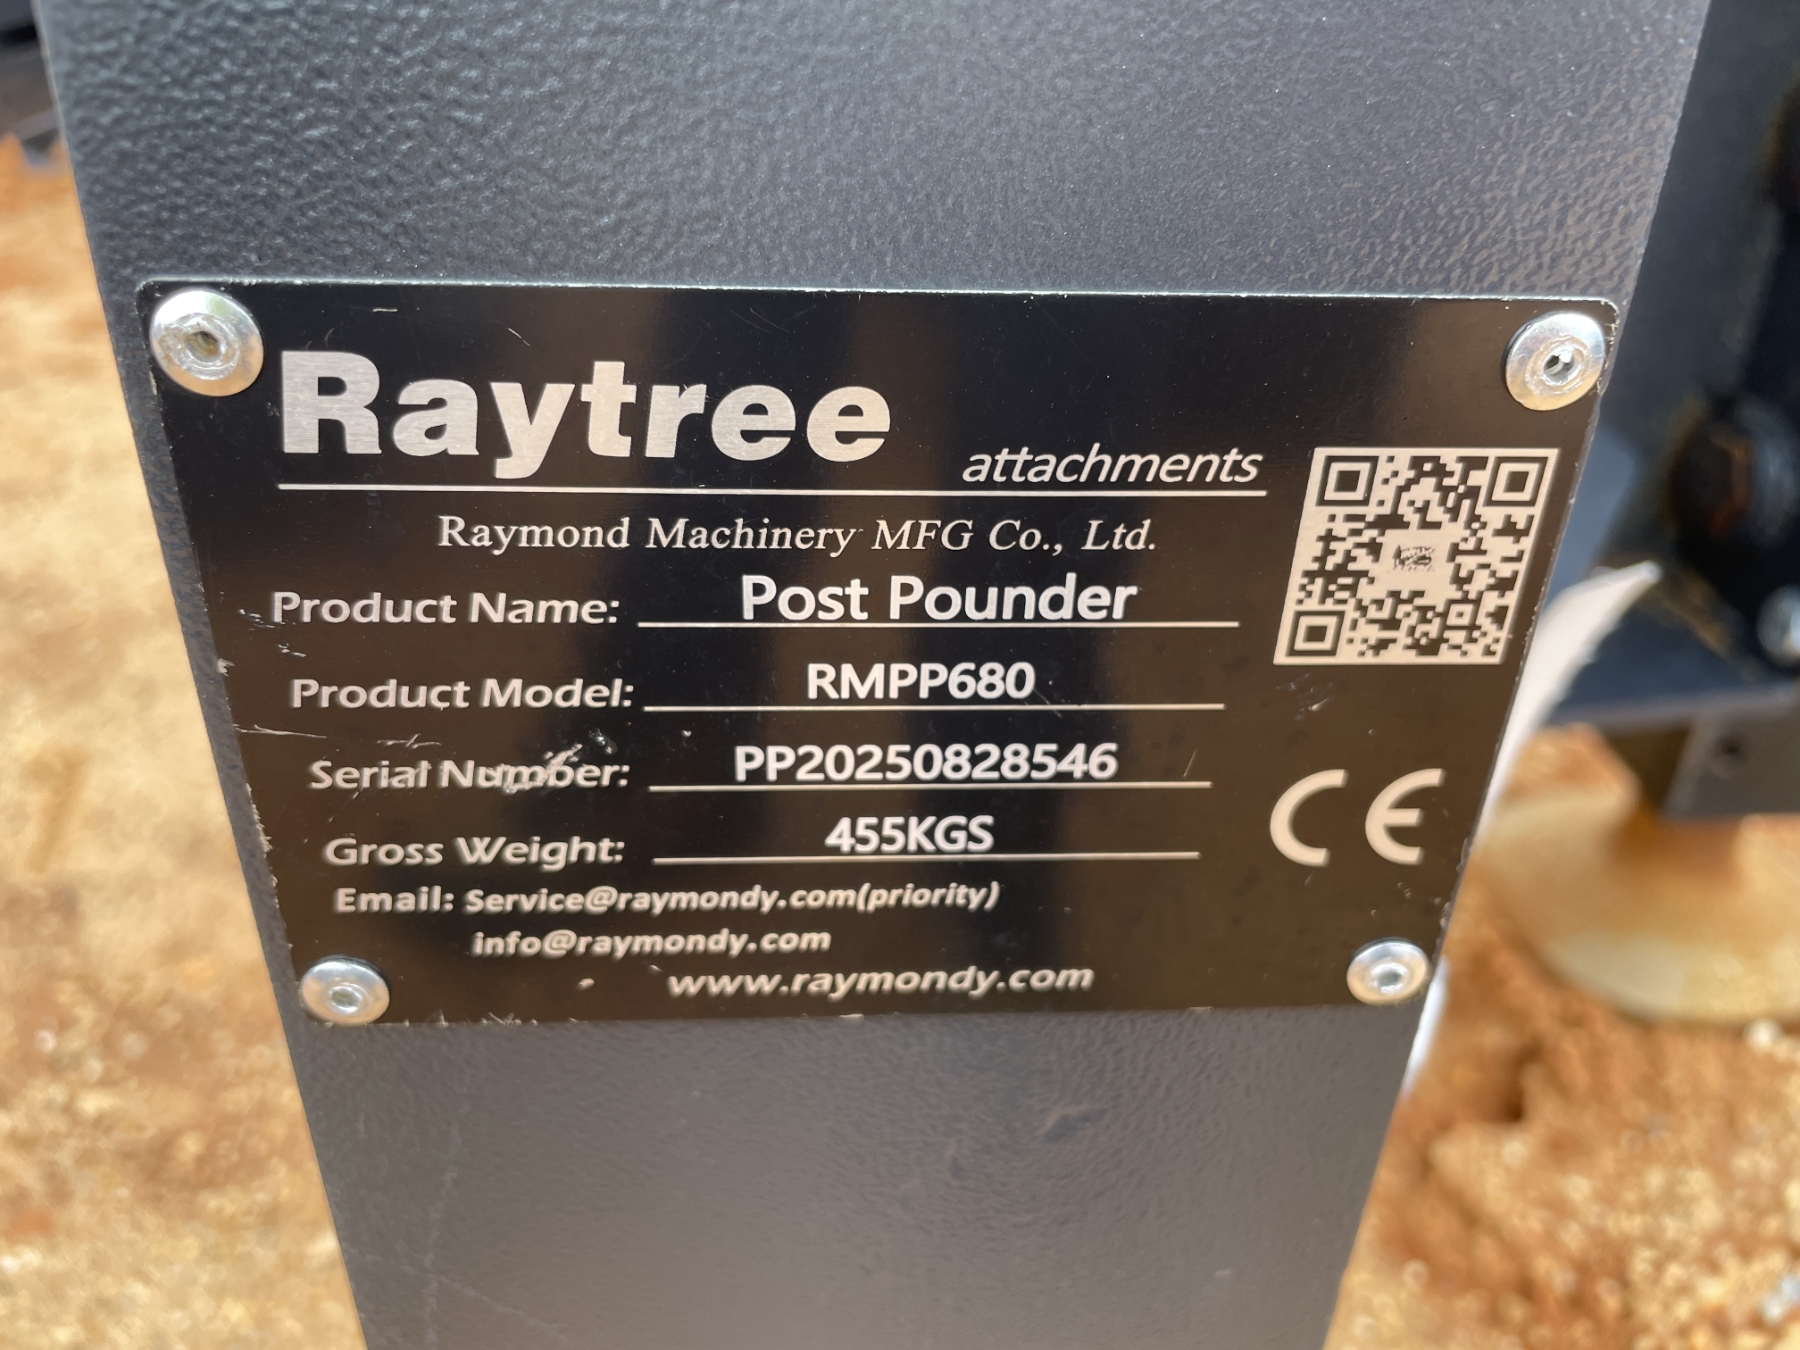 Raytree
attachments
Raymond Machinery MFG Co., Ltd.
Product Name: Post Pounder
Product Model: RMPP680
Serial Number: PP20250828546
Gross Weight: 455KGS
Email: Service@raymondy.com(priority)
info@raymondy.com
www.raymondy.com
CE